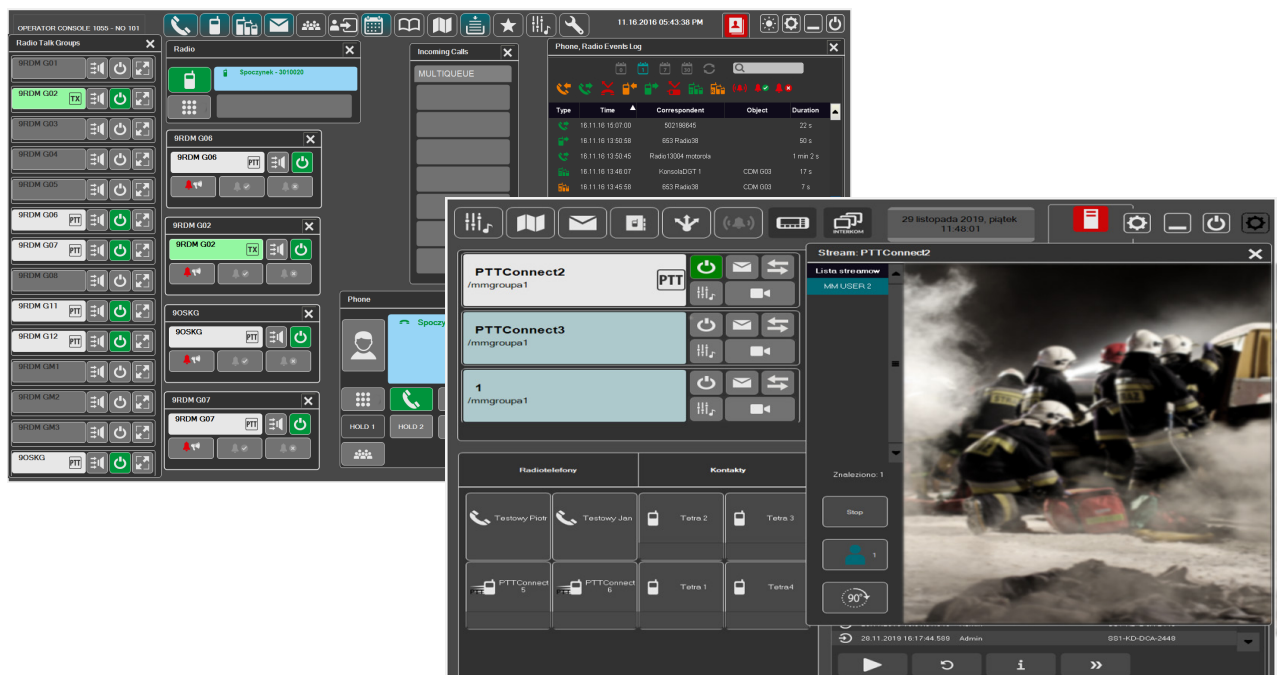 OPERATOR CONSOLE 1055 - NO 101
11.16.2016 05:43:38 PM
Radio Talk Groups
9RDM G01
9RDM G02
TX
9RDM G03
9RDM G04
9RDM G05
9RDM G06
PTT
9RDM G07
PTT
9RDM G08
9RDM G11
PTT
9RDM G12
PTT
9RDM GM1
9RDM GM2
9RDM GM3
9OSKG
PTT
Radio
Spoczynek - 3010020
9RDM G06
9RDM G06
PTT
9RDM G02
9RDM G02
TX
9OSKG
9OSKG
PTT
9RDM G07
9RDM G07
PTT
Incoming Calls
MULTIQUEUE
Phone
Spoczy
HOLD 1
HOLD 2
Phone, Radio Events Log
Type Time Correspondent Object Duration
16.11.16 15:07:00 502198645 22 s
16.11.16 13:50:58 653 Radio38 50 s
16.11.16 13:50:45 Radio13004 motorola 1 min 2 s
16.11.16 13:46:07 KonsolaDGT 1 CDM G03 17 s
16.11.16 13:45:58 653 Radio38 CDM G03 7 s
INTERKOM
29 listopada 2019, piątek
11:48:01
PTTConnect2
/mmgroupa1
PTT
PTTConnect3
/mmgroupa1
1
/mmgroupa1
Radiotelefony
Kontakty
Testowy Piotr
Testowy Jan
Tetra 2
Tetra 3
PTT
PTTConnect
5
PTT
PTTConnect
6
Tetra 1
Tetra4
Stream: PTTConnect2
Lista streamow
MM USER 2
Znaleziono: 1
Stop
1
90°
STRAŻ
28.11.2019 16:17:44.569 Admin SS1-KD-DCA-2448